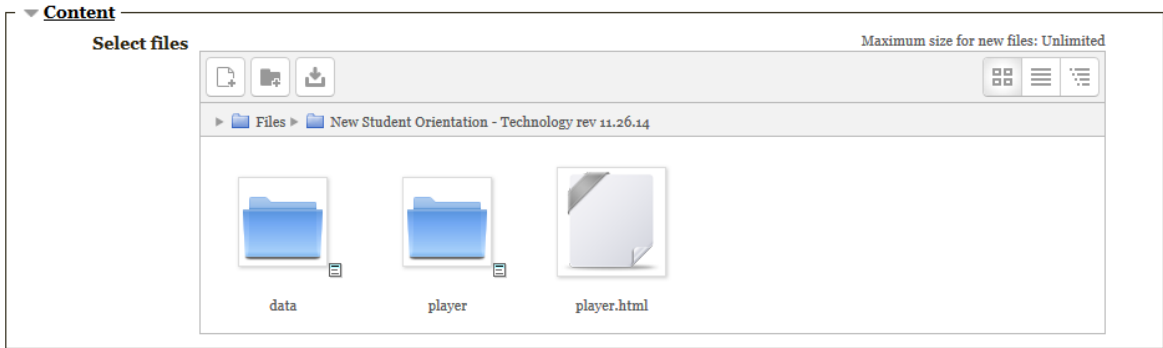 Content
Select files
Maximum size for new files: Unlimited
Files New Student Orientation - Technology rev 11.26.14
data player player.html